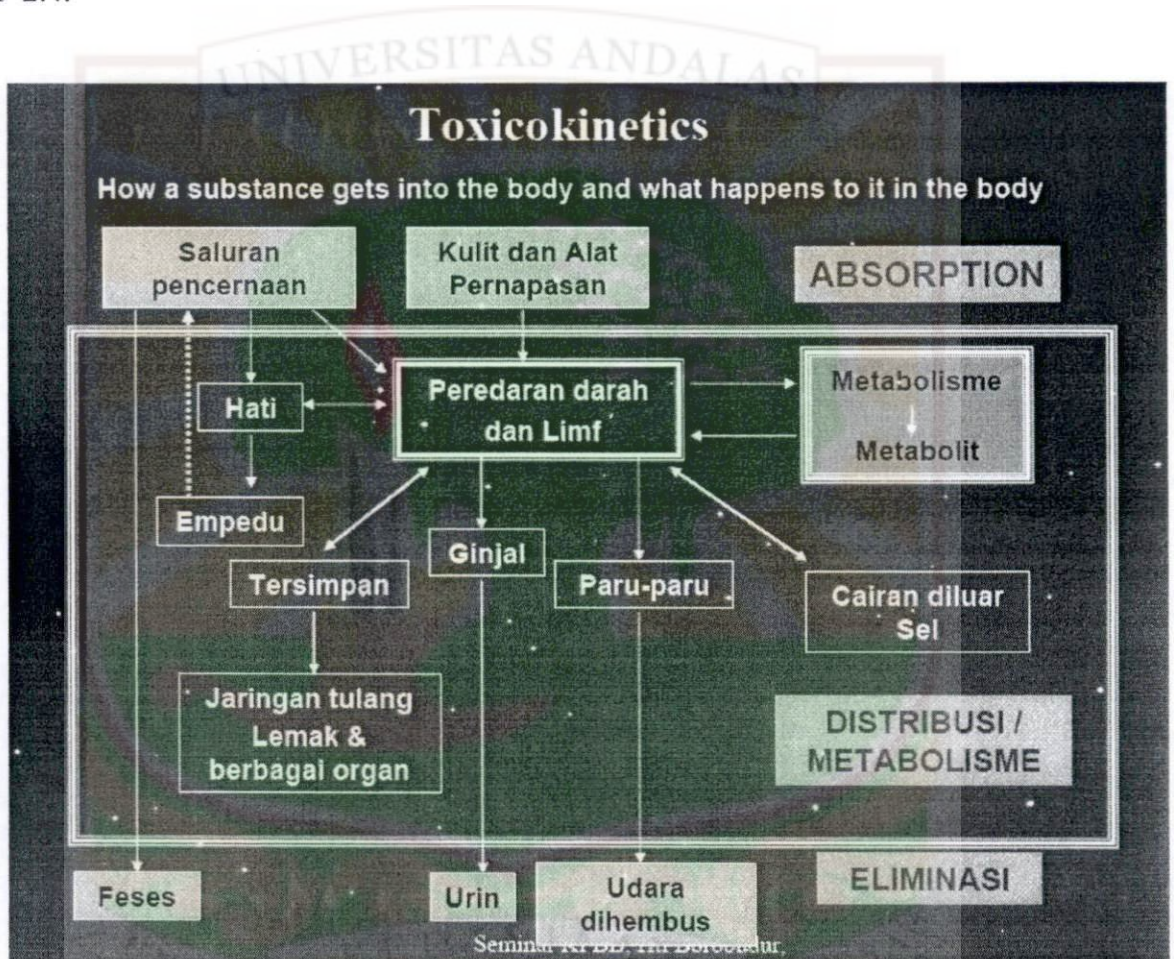 UNIVERSITAS ANDALAS
Toxicokinetics
How a substance gets into the body and what happens to it in the body
Saluran
pencernaan
Kulit dan Alat
Pernapasan
ABSORPTION
Hati
Peredaran darah
dan Limf
Metabolisme
Metabolit
Empedu
Tersimpan
Ginjal
Paru-paru
Cairan diluar
Sel
Jaringan tulang
Lemak &
berbagai organ
DISTRIBUSI /
METABOLISME
Feses
Urin
Udara
dihembus
ELIMINASI